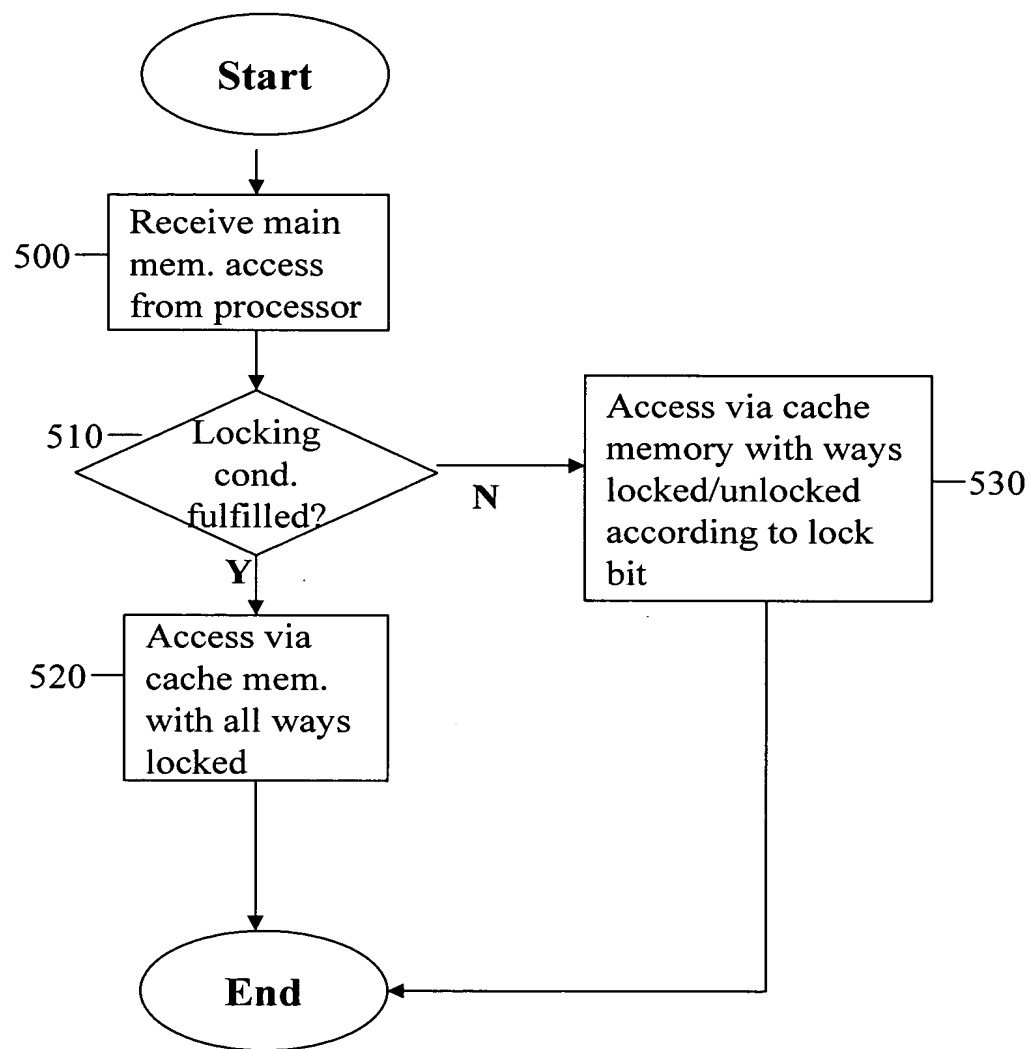 Start
500
Receive main
mem. access
from processor
510
Locking
cond.
fulfilled?
N
Y
Access via cache
memory with ways
locked/unlocked
according to lock
bit
530
520
Access via
cache mem.
with all ways
locked
End